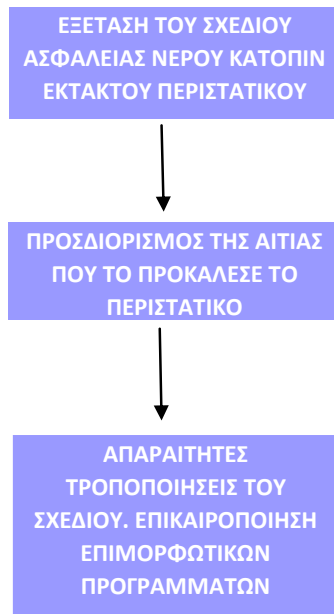 ΕΞΕΤΑΣΗ ΤΟΥ ΣΧΕΔΙΟΥ
ΑΣΦΑΛΕΙΑΣ ΝΕΡΟΥ ΚΑΤΟΠΙΝ
ΕΚΤΑΚΤΟΥ ΠΕΡΙΣΤΑΤΙΚΟΥ
ΠΡΟΣΔΙΟΡΙΣΜΟΣ ΤΗΣ ΑΙΤΙΑΣ
ΠΟΥ ΤΟ ΠΡΟΚΑΛΕΣΕ ΤΟ
ΠΕΡΙΣΤΑΤΙΚΟ
ΑΠΑΡΑΙΤΗΤΕΣ
ΤΡΟΠΟΠΟΙΗΣΕΙΣ ΤΟΥ
ΣΧΕΔΙΟΥ. ΕΠΙΚΑΙΡΟΠΟΙΗΣΗ
ΕΠΙΜΟΡΦΩΤΙΚΩΝ
ΠΡΟΓΡΑΜΜΑΤΩΝ